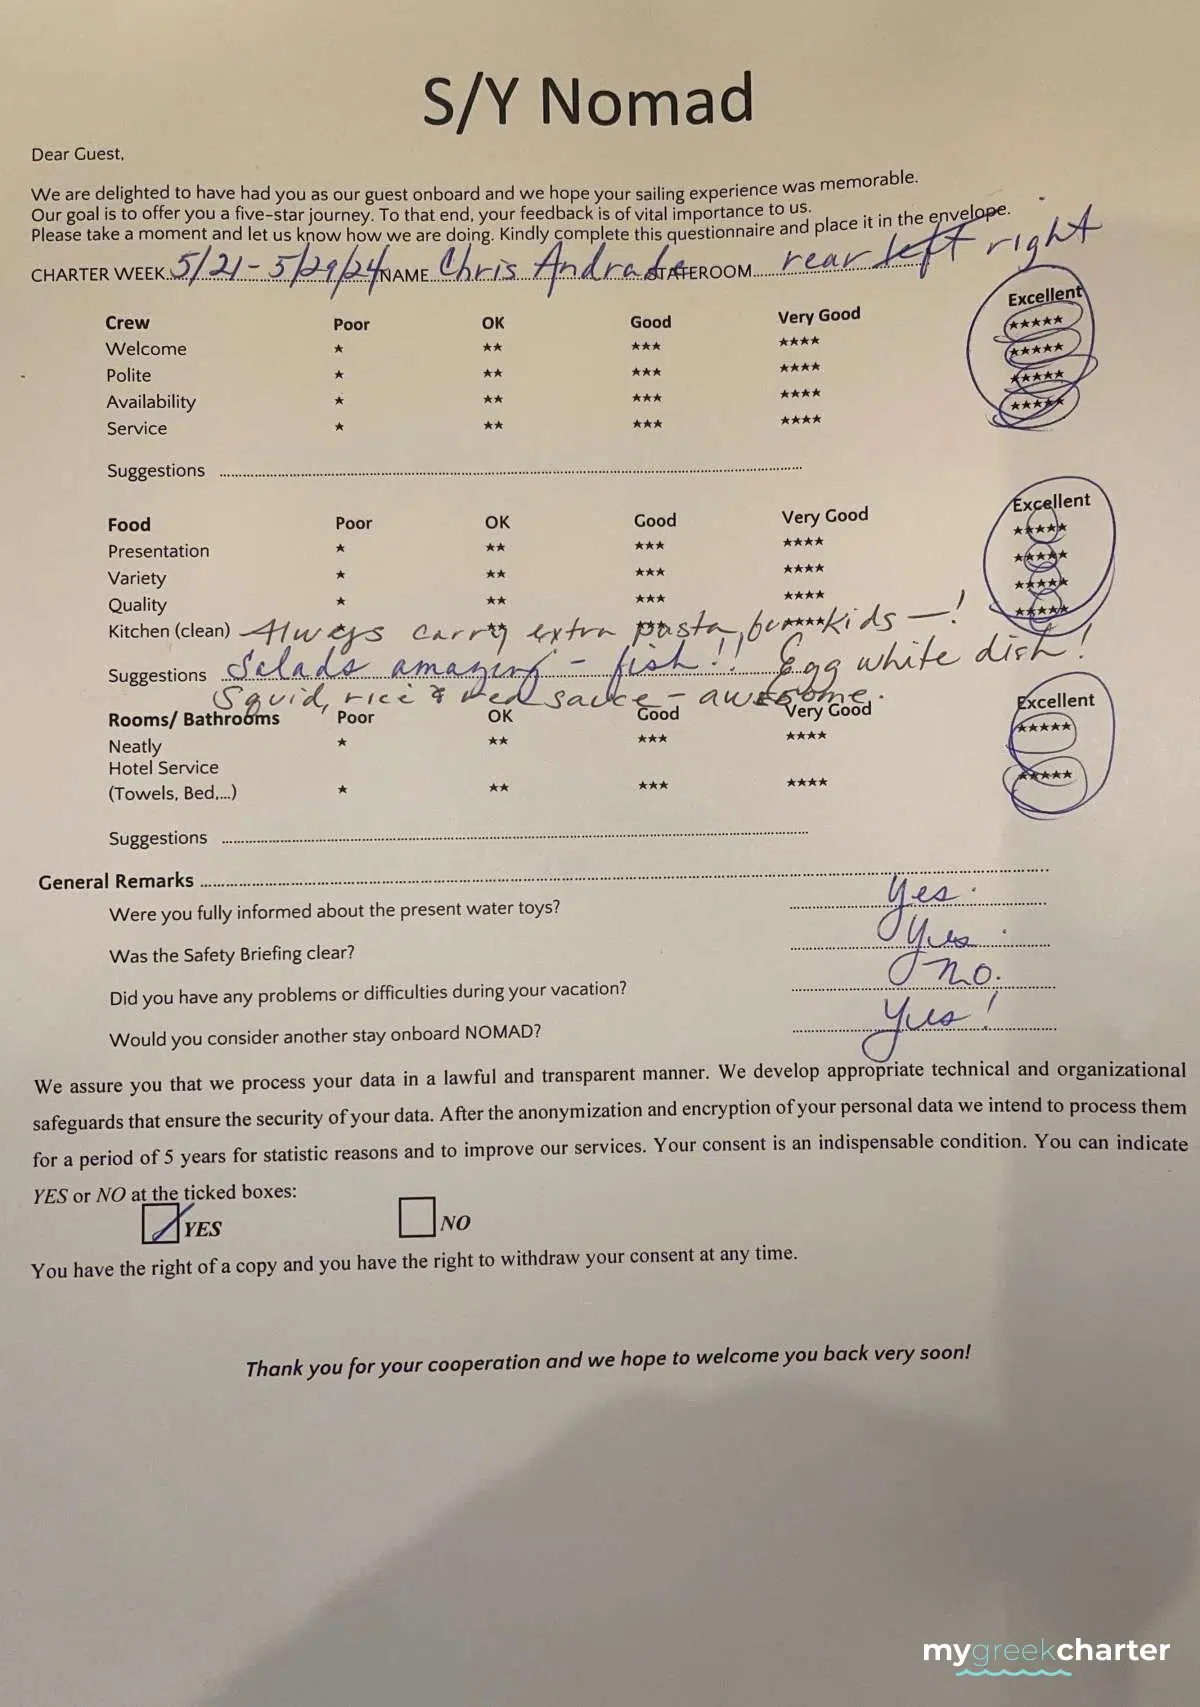 S/Y Nomad
Dear Guest,
We are delighted to have had you as our guest onboard and we hope your sailing experience was memorable.
Our goal is to offer you a five-star journey. To that end, your feedback is of vital importance to us.
Please take a moment and let us know how we are doing. Kindly complete this questionnaire and place it in the envelope.
CHARTER WEEK 5/21-5/29/24 NAME Chris Andrade STATEROOM rear left right
Crew Poor OK Good Very Good Excellent
Welcome ★ ★★ ★★★ ★★★★ ★★★★★
Polite ★ ★★ ★★★ ★★★★ ★★★★★
Availability ★ ★★ ★★★ ★★★★ ★★★★★
Service ★ ★★ ★★★ ★★★★ ★★★★★
Suggestions
Food Poor OK Good Very Good Excellent
Presentation ★ ★★ ★★★ ★★★★ ★★★★★
Variety ★ ★★ ★★★ ★★★★ ★★★★★
Quality ★ ★★ ★★★ ★★★★ ★★★★★
Kitchen (clean) ★ ★★ ★★★ ★★★★ ★★★★★
Always carry extra pasta, kids - !
Suggestions Salads amazing - fish!! Egg white dish!
Squid, rice & red sauce - awesome.
Rooms/ Bathrooms Poor OK Good Very Good Excellent
Neatly ★ ★★ ★★★ ★★★★ ★★★★★
Hotel Service
(Towels, Bed,...) ★ ★★ ★★★ ★★★★ ★★★★★
Suggestions
General Remarks
Were you fully informed about the present water toys? Yes.
Was the Safety Briefing clear? Yes.
Did you have any problems or difficulties during your vacation? no.
Would you consider another stay onboard NOMAD? Yes!
We assure you that we process your data in a lawful and transparent manner. We develop appropriate technical and organizational
safeguards that ensure the security of your data. After the anonymization and encryption of your personal data we intend to process them
for a period of 5 years for statistic reasons and to improve our services. Your consent is an indispensable condition. You can indicate
YES or NO at the ticked boxes:
YES NO
You have the right of a copy and you have the right to withdraw your consent at any time.
Thank you for your cooperation and we hope to welcome you back very soon!
mygreekcharter